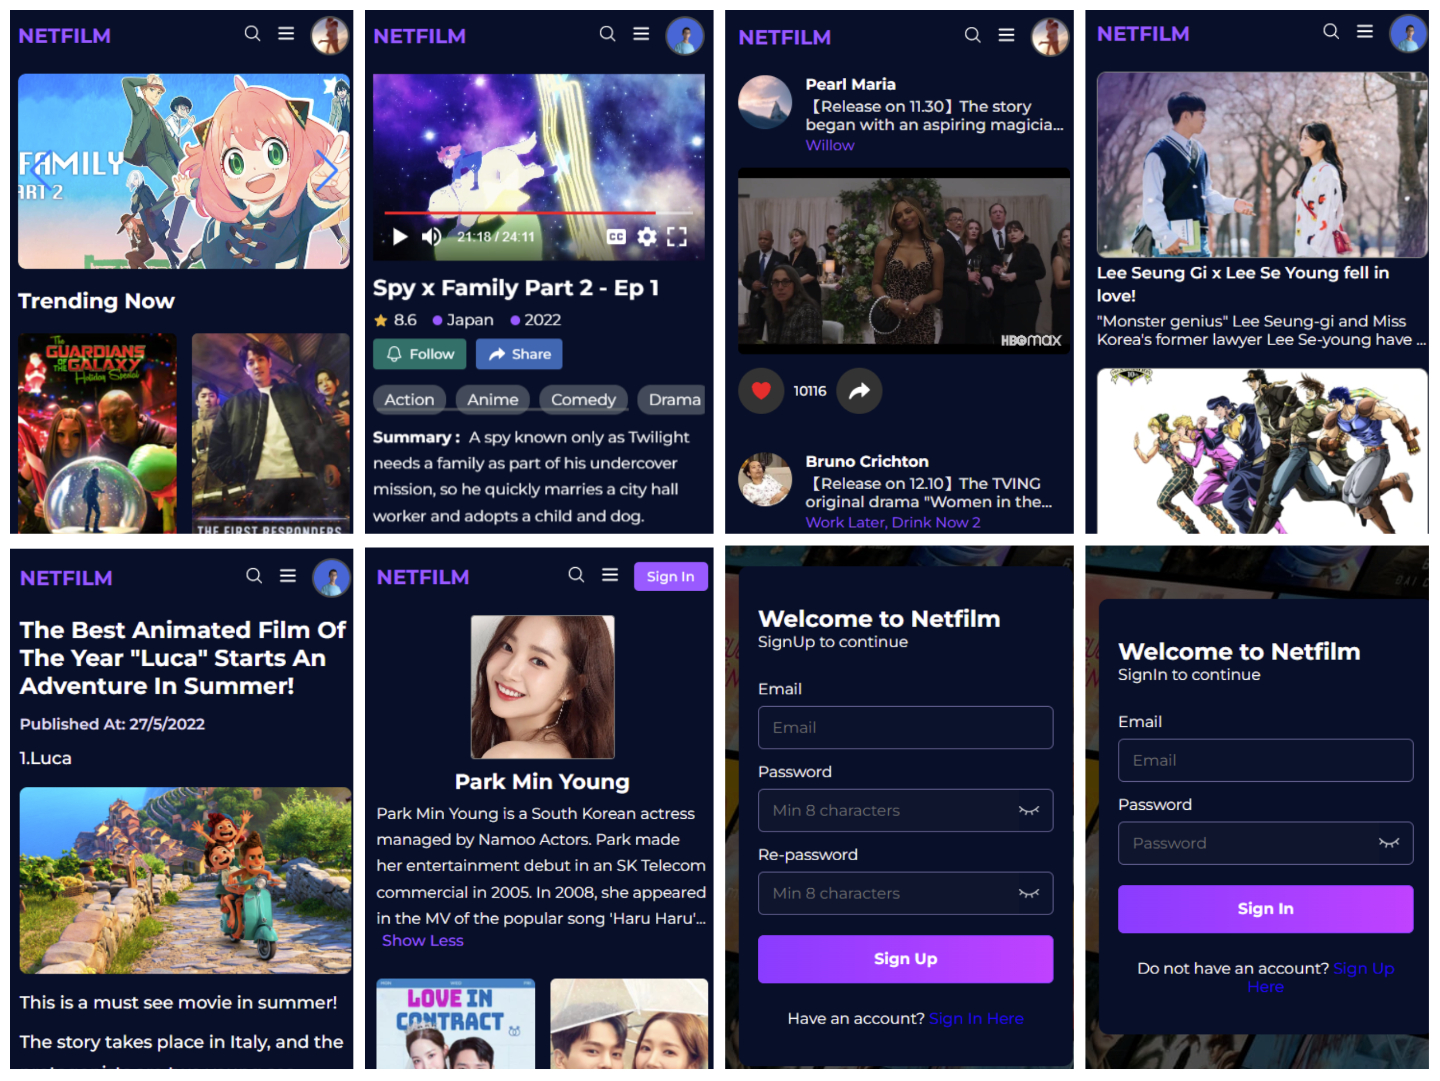 NETFILM
FAMILY
ART 2
Trending Now
The
GUARDIANS
OF THE
GALAXY
Holiday Special
THE FIRST RESPONDERS
NETFILM
21:18 / 24:11
CC
Spy x Family Part 2 - Ep 1
8.6 Japan 2022
Follow Share
Action Anime Comedy Drama
Summary : A spy known only as Twilight
needs a family as part of his undercover
mission, so he quickly marries a city hall
worker and adopts a child and dog.
NETFILM
Pearl Maria
【Release on 11.30】The story
began with an aspiring magicia...
Willow
HBOMAX
10116
Bruno Crichton
【Release on 12.10】The TVING
original drama "Women in the...
Work Later, Drink Now 2
NETFILM
Lee Seung Gi x Lee Se Young fell in
love!
"Monster genius" Lee Seung-gi and Miss
Korea's former lawyer Lee Se-young have ...
NETFILM
The Best Animated Film Of
The Year "Luca" Starts An
Adventure In Summer!
Published At: 27/5/2022
1.Luca
This is a must see movie in summer!
The story takes place in Italy, and the
NETFILM
Sign In
Park Min Young
Park Min Young is a South Korean actress
managed by Namoo Actors. Park made
her entertainment debut in an SK Telecom
commercial in 2005. In 2008, she appeared
in the MV of the popular song 'Haru Haru'...
Show Less
LOVE IN
CONTRACT
Welcome to Netfilm
SignUp to continue
Email
Email
Password
Min 8 characters
Re-password
Min 8 characters
Sign Up
Have an account? Sign In Here
Welcome to Netfilm
SignIn to continue
Email
Email
Password
Password
Sign In
Do not have an account? Sign Up
Here